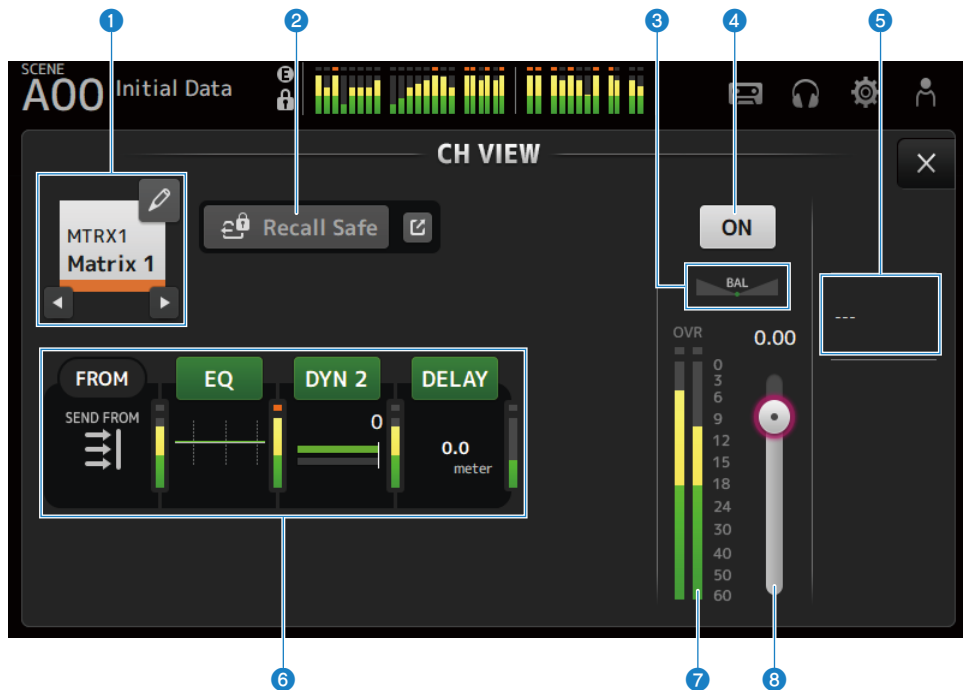 1 2 3 4 5
SCENE
A00 Initial Data E
CH VIEW
MTRX1
Matrix 1
Recall Safe
ON
BAL
---
OVR 0.00
0
3
6
9
12
15
18
24
30
40
50
60
FROM EQ DYN 2 DELAY
SEND FROM
0
0.0
meter
6 7 8